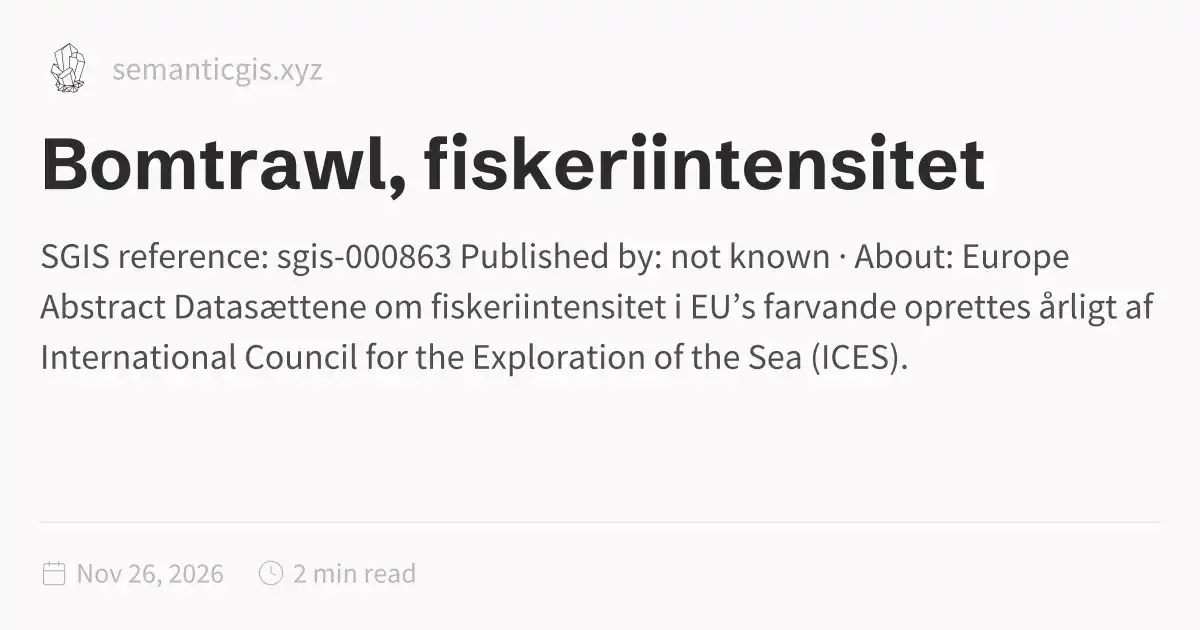 semanticgis.xyz
Bomtrawl, fiskeriintensitet
SGIS reference: sgis-000863 Published by: not known · About: Europe
Abstract Datasættene om fiskeriintensitet i EU’s farvande oprettes årligt af
International Council for the Exploration of the Sea (ICES).
Nov 26, 2026 2 min read